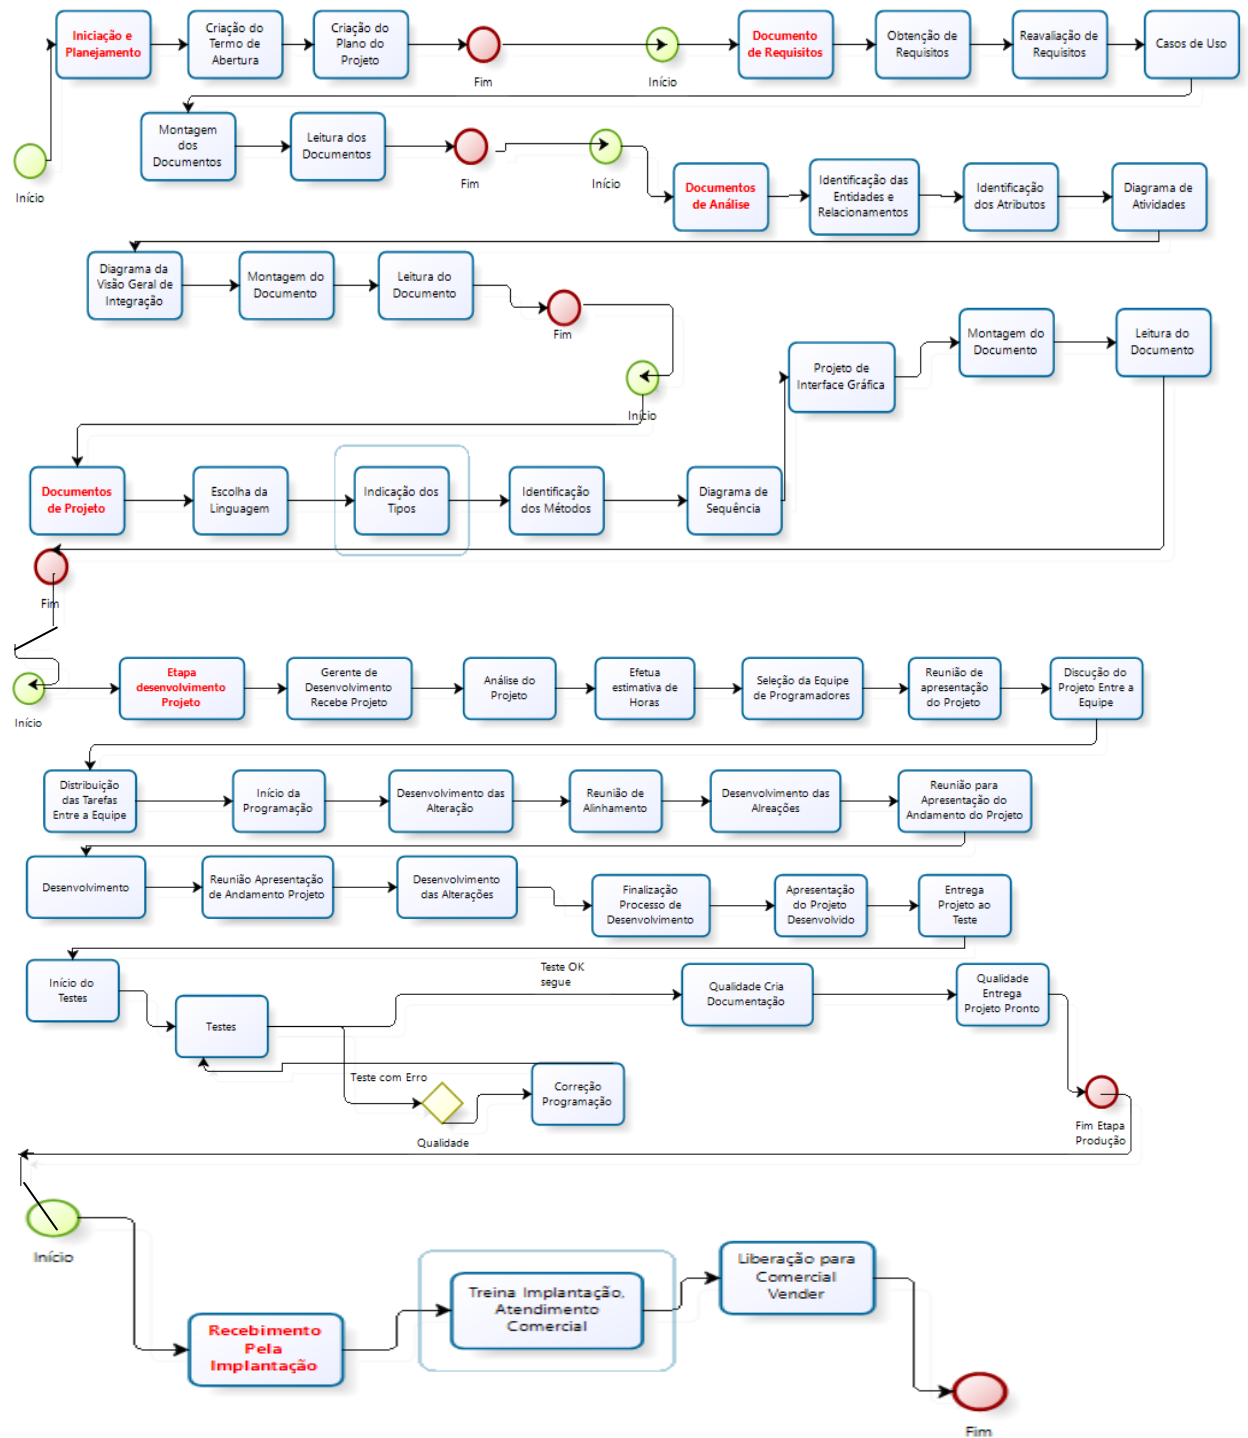 Iniciação e
Planejamento
Criação do
Termo de
Abertura
Criação do
Plano do
Projeto
Fim
Início
Documento
de Requisitos
Obtenção de
Requisitos
Reavaliação de
Requisitos
Casos de Uso
Início
Montagem
dos
Documentos
Leitura dos
Documentos
Fim
Início
Documentos
de Análise
Identificação das
Entidades e
Relacionamentos
Identificação
dos Atributos
Diagrama de
Atividades
Diagrama da
Visão Geral de
Integração
Montagem do
Documento
Leitura do
Documento
Fim
Início
Documentos
de Projeto
Escolha da
Linguagem
Indicação dos
Tipos
Identificação
dos Métodos
Diagrama de
Sequência
Projeto de
Interface Gráfica
Montagem do
Documento
Leitura do
Documento
Fim
Início
Etapa
desenvolvimento
Projeto
Gerente de
Desenvolvimento
Recebe Projeto
Análise do
Projeto
Efetua
estimativa de
Horas
Seleção da Equipe
de Programadores
Reunião de
apresentação
do Projeto
Discução do
Projeto Entre a
Equipe
Distribuição
das Tarefas
Entre a Equipe
Início da
Programação
Desenvolvimento das
Alteração
Reunião de
Alinhamento
Desenvolvimento das
Alreações
Reunião para
Apresentação do
Andamento do Projeto
Desenvolvimento
Reunião Apresentação
de Andamento Projeto
Desenvolvimento
das Alterações
Finalização
Processo de
Desenvolvimento
Apresentação
do Projeto
Desenvolvido
Entrega
Projeto ao
Teste
Início do
Testes
Testes
Teste OK
segue
Qualidade Cria
Documentação
Qualidade
Entrega
Projeto Pronto
Teste com Erro
Qualidade
Correção
Programação
Fim Etapa
Produção
Início
Recebimento
Pela
Implantação
Treina Implantação,
Atendimento
Comercial
Liberação para
Comercial
Vender
Fim